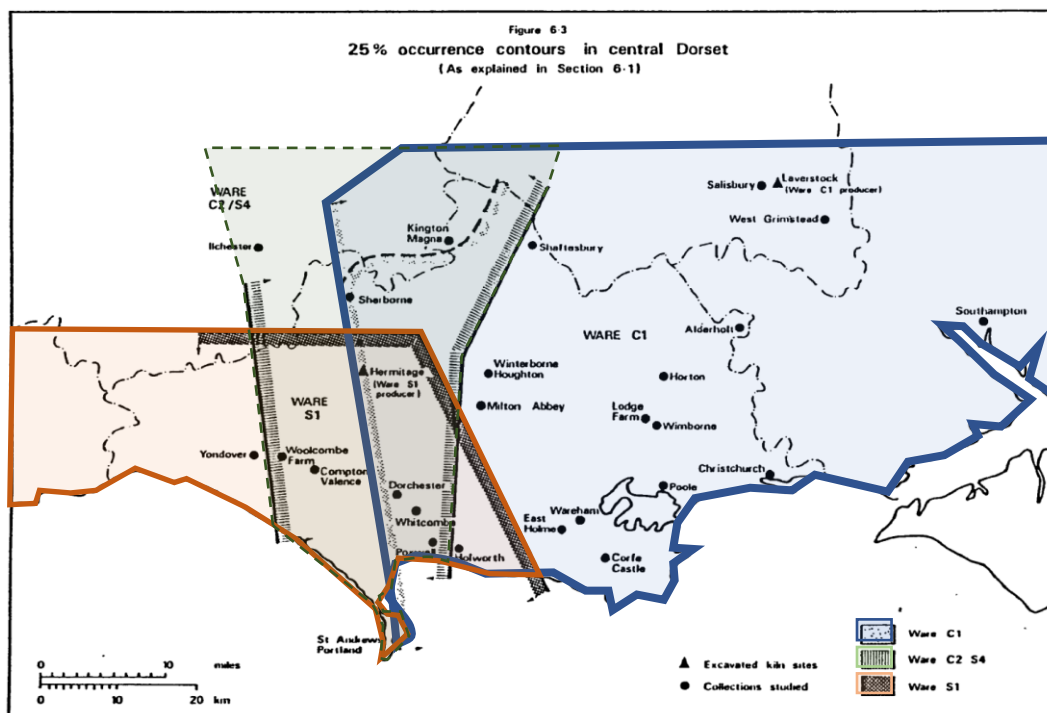 Figure 6·3
25% occurrence contours in central Dorset
(As explained in Section 6·1)
WARE
C2/S4
Ilchester
Kington
Magna
Sherborne
Shaftesbury
Salisbury
Laverstock
(Ware C1 producer)
West Grimstead
Southampton
WARE C1
Alderholt
Hermitage
(Ware S1
producer)
WARE
S1
Winterborne
Houghton
Milton Abbey
Horton
Lodge
Farm
Wimborne
Yondover
Woolcombe
Farm
Compton
Valence
Christchurch
Poole
Dorchester
Whitcombe
Wareham
East
Holme
Poxwell
Holworth
Corfe
Castle
St Andrews
Portland
0 10 miles
0 10 20
km
Excavated kiln sites
Collections studied
Ware C1
Ware C2 S4
Ware S1